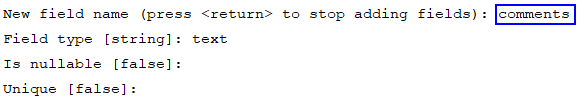 New field name (press <return> to stop adding fields): comments
Field type [string]: text
Is nullable [false]:
Unique [false]: